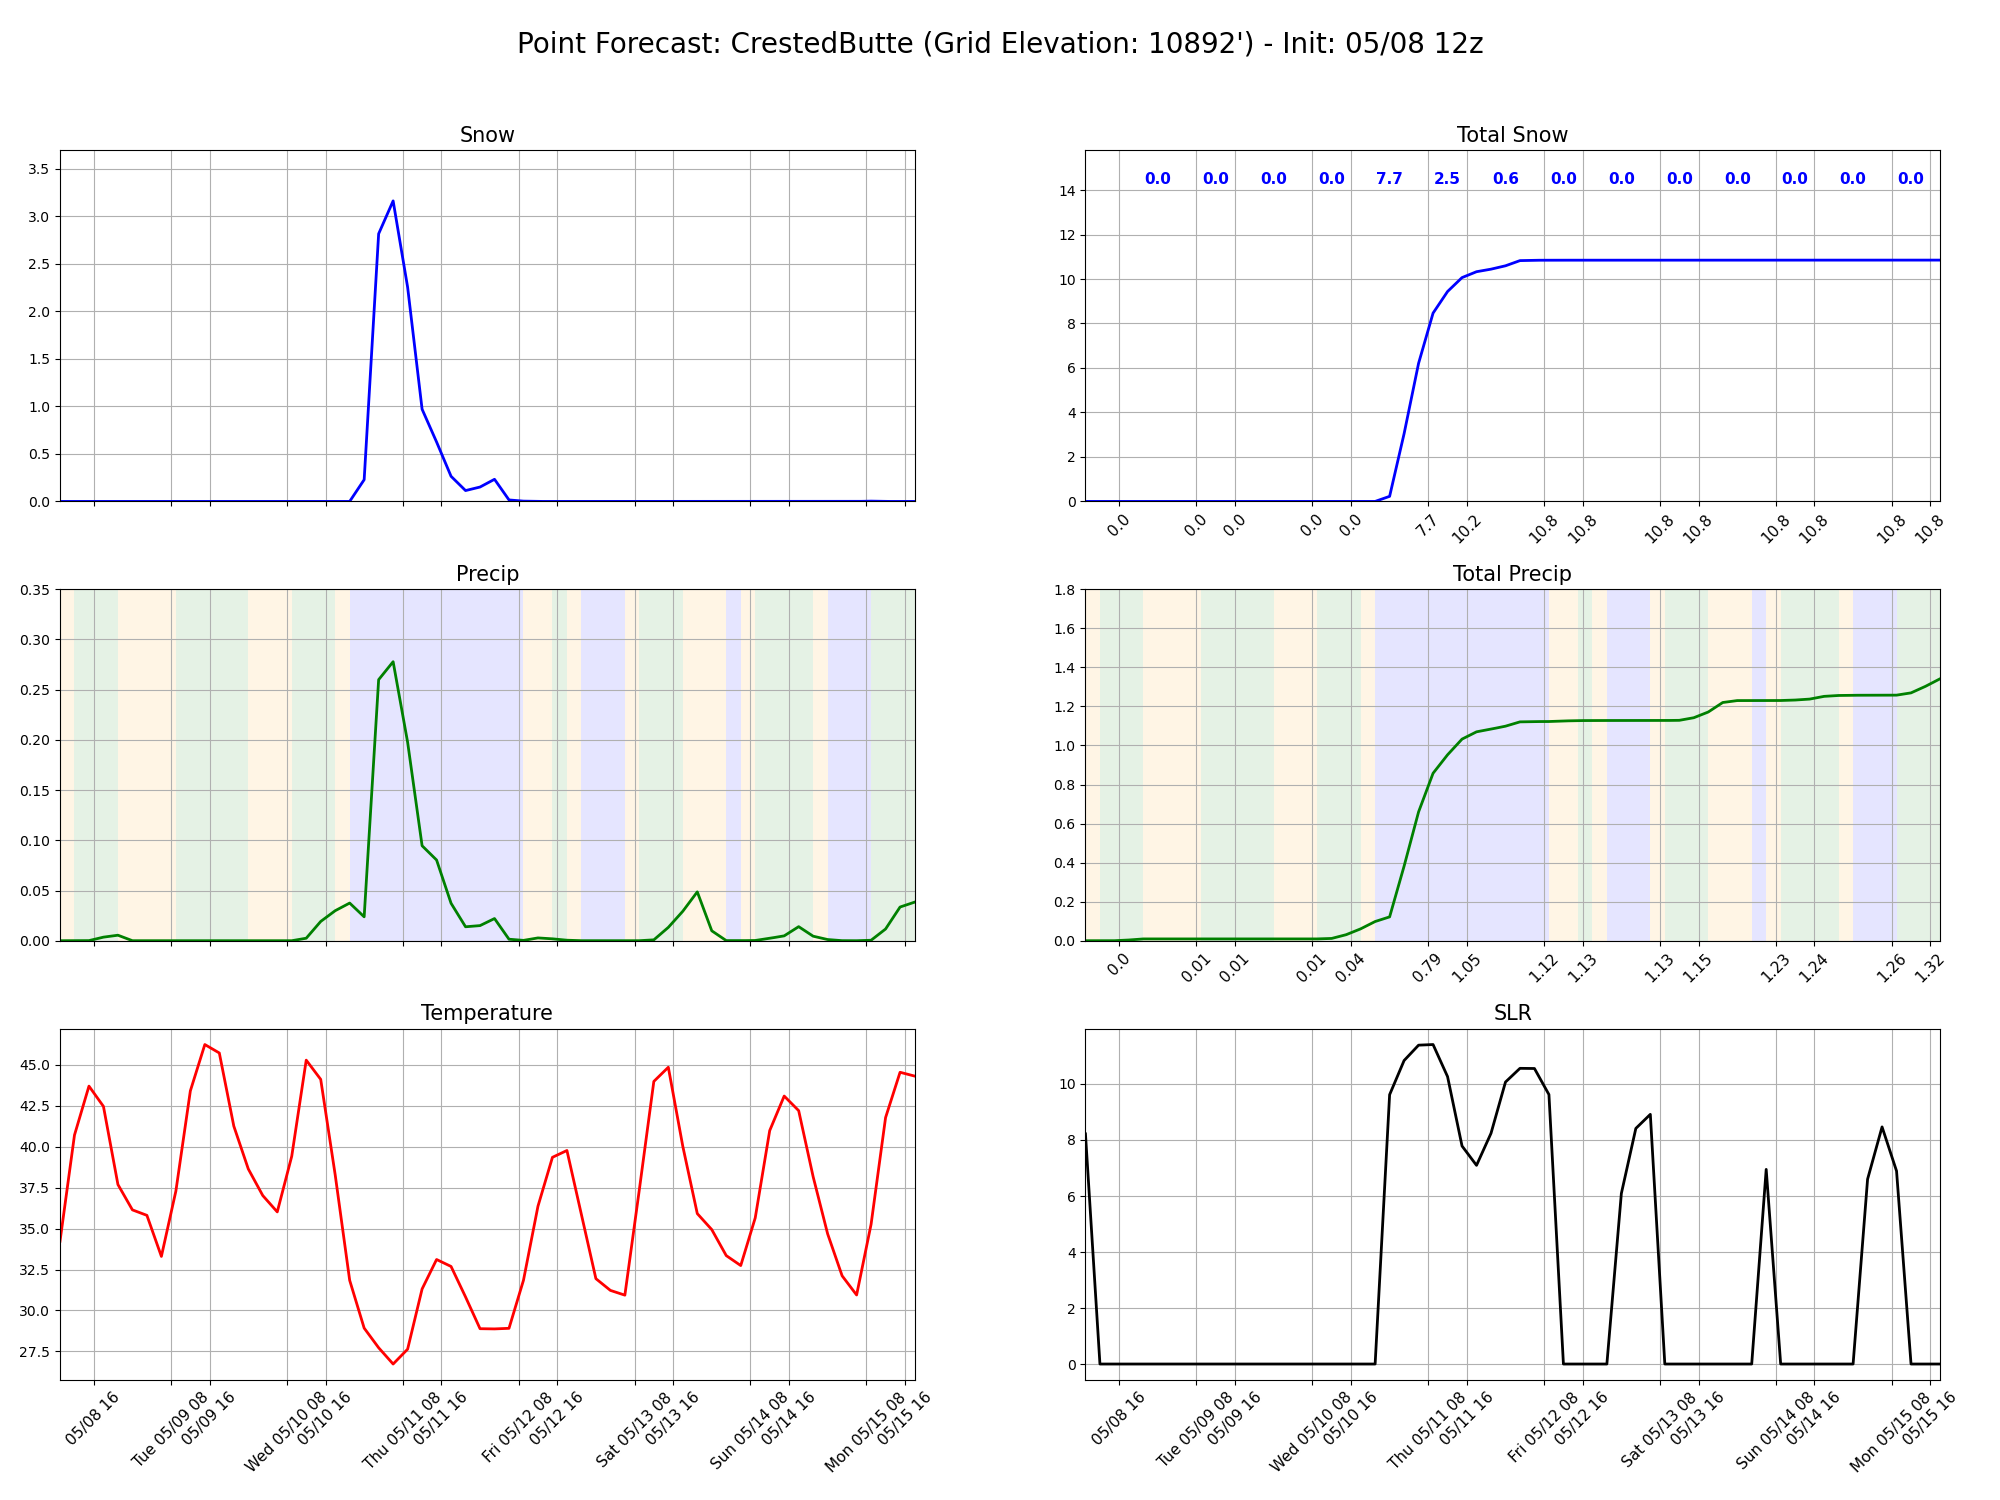 Point Forecast: CrestedButte (Grid Elevation: 10892') - Init: 05/08 12z
Snow
3.5
3.0
2.5
2.0
1.5
1.0
0.5
0.0
Total Snow
0.0 0.0 0.0 0.0 7.7 2.5 0.6 0.0 0.0 0.0 0.0 0.0 0.0 0.0
14
12
10
8
6
4
2
0
0.0 0.0 0.0 0.0 0.0 7.7 10.2 10.8 10.8 10.8 10.8 10.8 10.8 10.8 10.8
Precip
0.35
0.30
0.25
0.20
0.15
0.10
0.05
0.00
Total Precip
1.8
1.6
1.4
1.2
1.0
0.8
0.6
0.4
0.2
0.0
0.0 0.01 0.01 0.01 0.04 0.79 1.05 1.12 1.13 1.13 1.15 1.23 1.24 1.26 1.32
Temperature
45.0
42.5
40.0
37.5
35.0
32.5
30.0
27.5
05/08 16
Tue 05/09 08
05/09 16
Wed 05/10 08
05/10 16
Thu 05/11 08
05/11 16
Fri 05/12 08
05/12 16
Sat 05/13 08
05/13 16
Sun 05/14 08
05/14 16
Mon 05/15 08
05/15 16
SLR
10
8
6
4
2
0
05/08 16
Tue 05/09 08
05/09 16
Wed 05/10 08
05/10 16
Thu 05/11 08
05/11 16
Fri 05/12 08
05/12 16
Sat 05/13 08
05/13 16
Sun 05/14 08
05/14 16
Mon 05/15 08
05/15 16